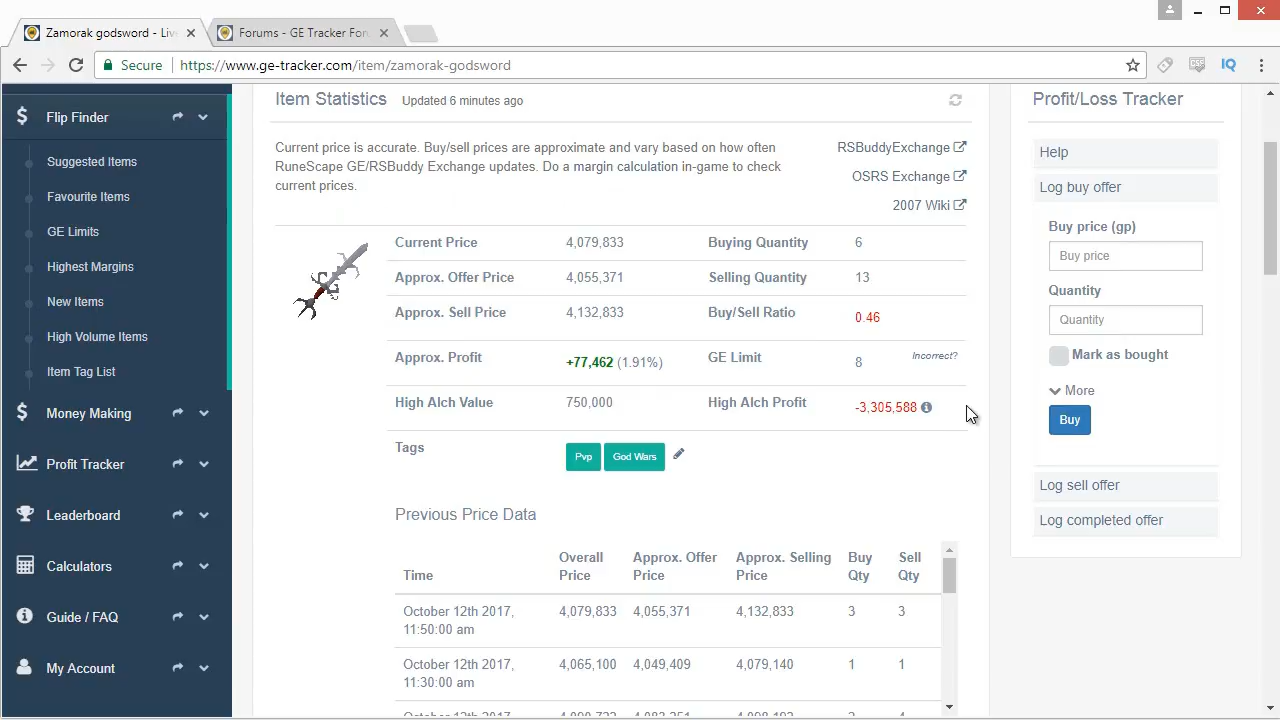 Zamorak godsword - Liv
Forums - GE Tracker For
Secure https://www.ge-tracker.com/item/zamorak-godsword
IQ
$ Flip Finder
Suggested Items
Favourite Items
GE Limits
Highest Margins
New Items
High Volume Items
Item Tag List
$ Money Making
Profit Tracker
Leaderboard
Calculators
Guide / FAQ
My Account
Item Statistics Updated 6 minutes ago
Current price is accurate. Buy/sell prices are approximate and vary based on how often
RuneScape GE/RSBuddy Exchange updates. Do a margin calculation in-game to check
current prices.
RSBuddyExchange
OSRS Exchange
2007 Wiki
Current Price 4,079,833 Buying Quantity 6
Approx. Offer Price 4,055,371 Selling Quantity 13
Approx. Sell Price 4,132,833 Buy/Sell Ratio 0.46
Approx. Profit +77,462 (1.91%) GE Limit 8 Incorrect?
High Alch Value 750,000 High Alch Profit -3,305,588
Tags Pvp God Wars
Previous Price Data
Time Overall Price Approx. Offer Price Approx. Selling Price Buy Qty Sell Qty
October 12th 2017, 11:50:00 am 4,079,833 4,055,371 4,132,833 3 3
October 12th 2017, 11:30:00 am 4,065,100 4,049,409 4,079,140 1 1
Profit/Loss Tracker
Help
Log buy offer
Buy price (gp)
Buy price
Quantity
Quantity
Mark as bought
More
Buy
Log sell offer
Log completed offer